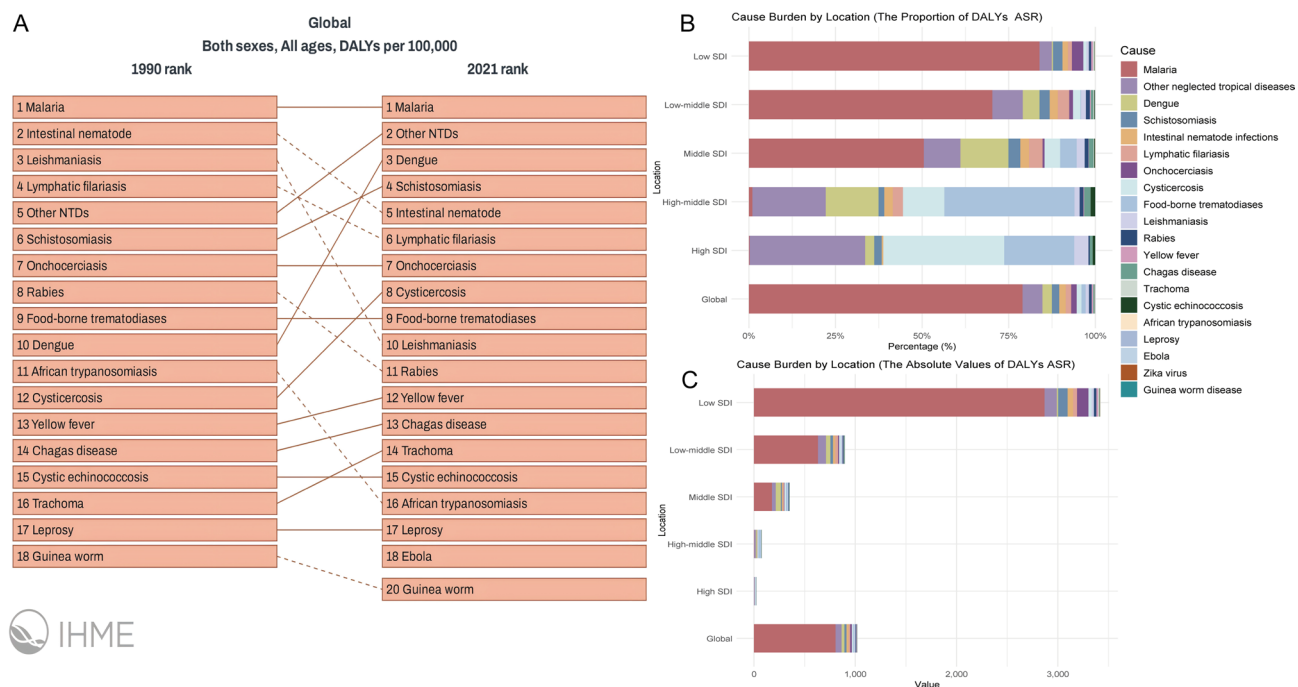 A
Global
Both sexes, All ages, DALYs per 100,000
1990 rank
2021 rank
1 Malaria
2 Intestinal nematode
3 Leishmaniasis
4 Lymphatic filariasis
5 Other NTDs
6 Schistosomiasis
7 Onchocerciasis
8 Rabies
9 Food-borne trematodiases
10 Dengue
11 African trypanosomiasis
12 Cysticercosis
13 Yellow fever
14 Chagas disease
15 Cystic echinococcosis
16 Trachoma
17 Leprosy
18 Guinea worm
1 Malaria
2 Other NTDs
3 Dengue
4 Schistosomiasis
5 Intestinal nematode
6 Lymphatic filariasis
7 Onchocerciasis
8 Cysticercosis
9 Food-borne trematodiases
10 Leishmaniasis
11 Rabies
12 Yellow fever
13 Chagas disease
14 Trachoma
15 Cystic echinococcosis
16 African trypanosomiasis
17 Leprosy
18 Ebola
20 Guinea worm
IHME
B
Cause Burden by Location (The Proportion of DALYs ASR)
Location
Low SDI
Low-middle SDI
Middle SDI
High-middle SDI
High SDI
Global
0% 25% 50% 75% 100%
Percentage (%)
Cause
Malaria
Other neglected tropical diseases
Dengue
Schistosomiasis
Intestinal nematode infections
Lymphatic filariasis
Onchocerciasis
Cysticercosis
Food-borne trematodiases
Leishmaniasis
Rabies
Yellow fever
Chagas disease
Trachoma
Cystic echinococcosis
African trypanosomiasis
Leprosy
Ebola
Zika virus
Guinea worm disease
C
Cause Burden by Location (The Absolute Values of DALYs ASR)
Location
Low SDI
Low-middle SDI
Middle SDI
High-middle SDI
High SDI
Global
0 1,000 2,000 3,000
Value